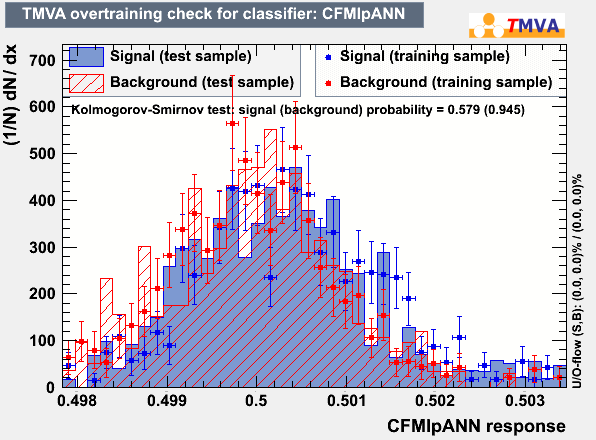 TMVA overtraining check for classifier: CFMlpANN
TMVA
Signal (test sample)
Background (test sample)
Signal (training sample)
Background (training sample)
Kolmogorov-Smirnov test: signal (background) probability = 0.579 (0.945)
(1/N) dN / dx
700
600
500
400
300
200
100
0
0.498 0.499 0.5 0.501 0.502 0.503
CFMlpANN response
U/O-flow (S,B): (0.0, 0.0)% / (0.0, 0.0)%